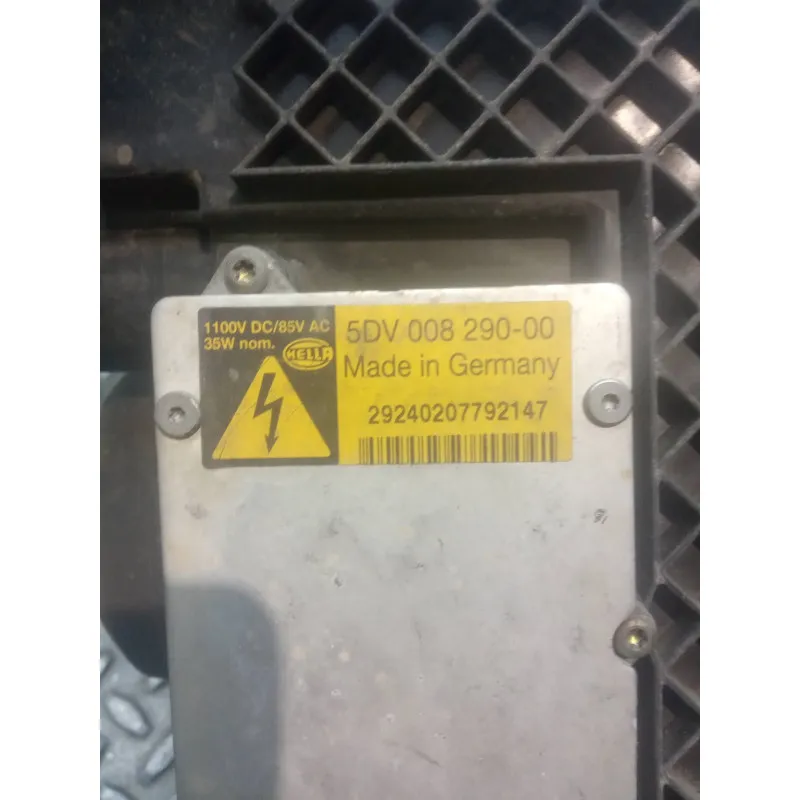 1100V DC/85V AC
35W nom.
HELLA
5DV 008 290-00
Made in Germany
29240207792147